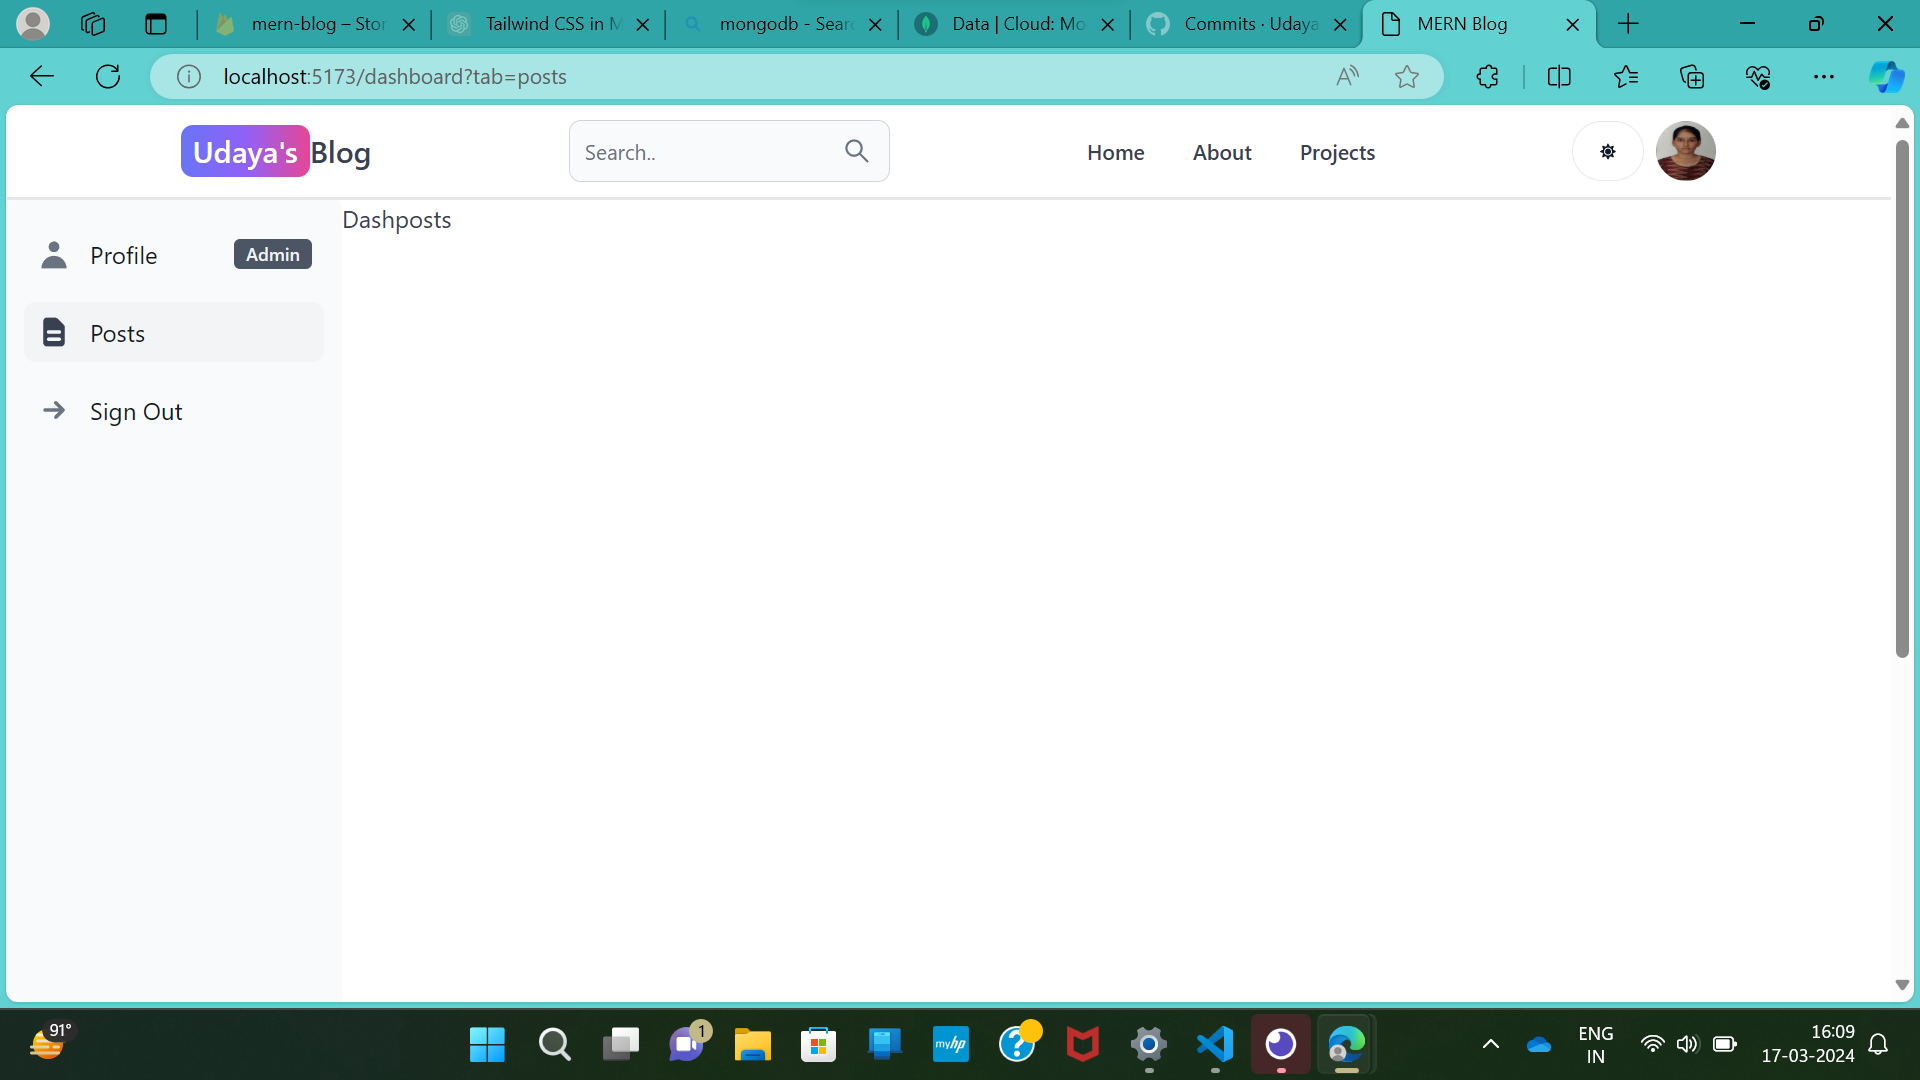 mern-blog – Stor
Tailwind CSS in M
mongodb - Searc
Data | Cloud: Mo
Commits · Udaya
MERN Blog
localhost:5173/dashboard?tab=posts
Udaya's Blog
Search..
Home
About
Projects
Dashposts
Profile
Admin
Posts
Sign Out
91°
1
myhp
ENG
IN
16:09
17-03-2024